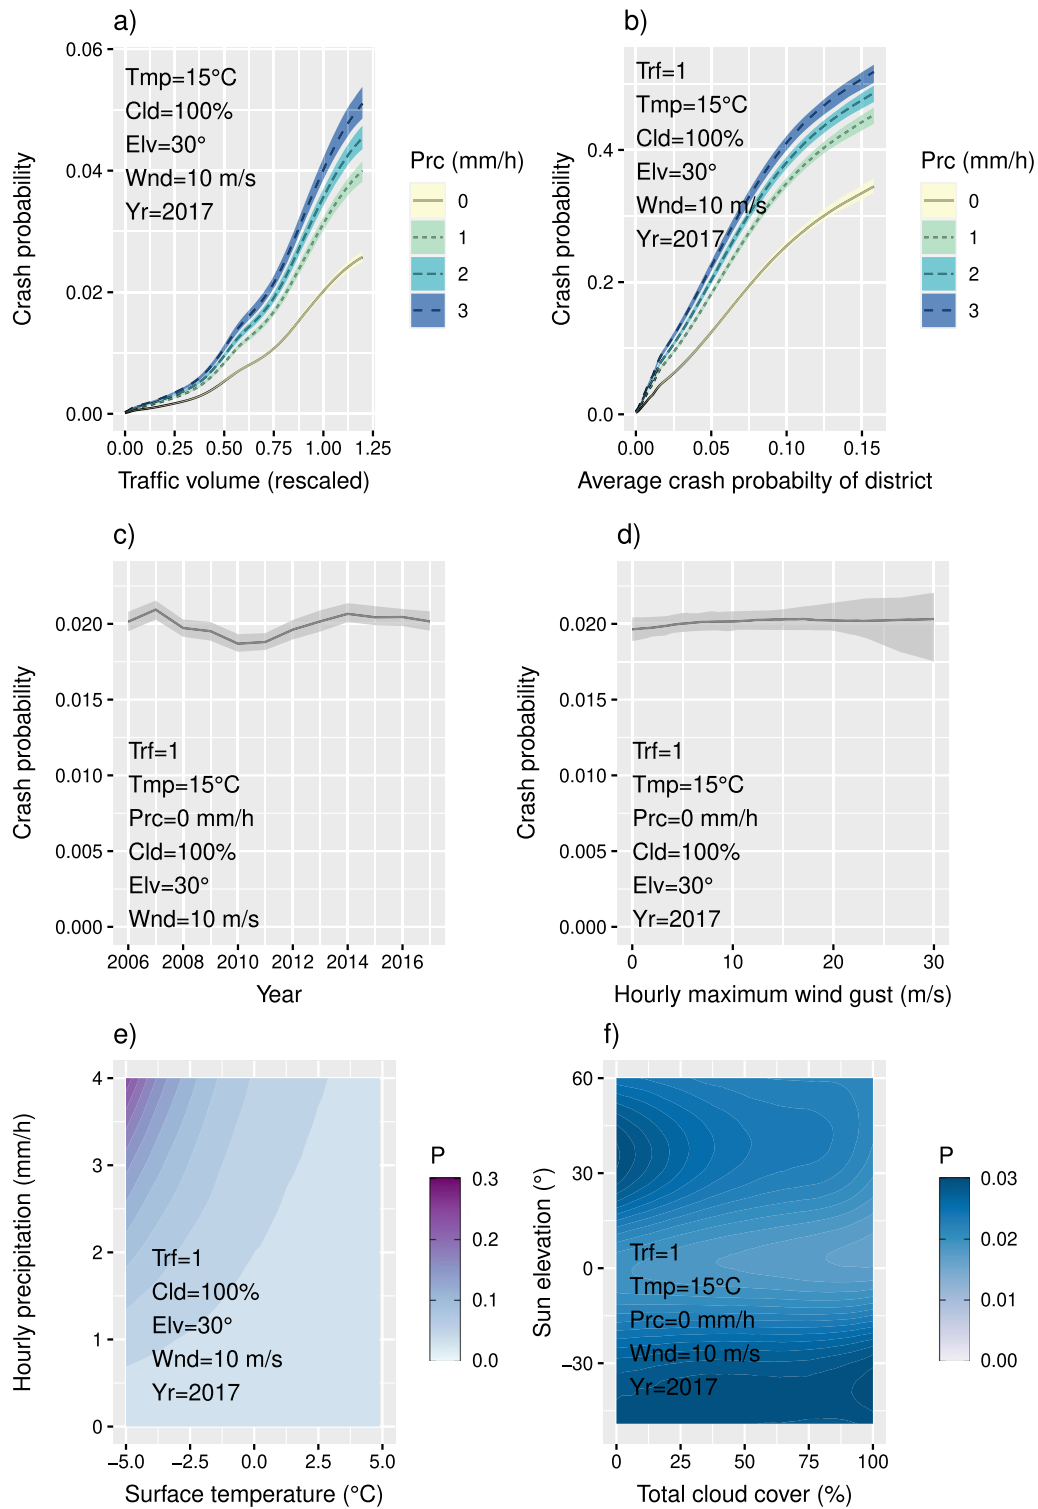 a)
0.06
0.04
0.02
0.00
Crash probability
Tmp=15°C
Cld=100%
Elv=30°
Wnd=10 m/s
Yr=2017
0.00 0.25 0.50 0.75 1.00 1.25
Traffic volume (rescaled)
Prc (mm/h)
0
1
2
3
b)
0.4
0.2
0.0
Crash probability
Trf=1
Tmp=15°C
Cld=100%
Elv=30°
Wnd=10 m/s
Yr=2017
0.00 0.05 0.10 0.15
Average crash probabilty of district
Prc (mm/h)
0
1
2
3
c)
0.020
0.015
0.010
0.005
0.000
Crash probability
Trf=1
Tmp=15°C
Prc=0 mm/h
Cld=100%
Elv=30°
Wnd=10 m/s
2006 2008 2010 2012 2014 2016
Year
d)
0.020
0.015
0.010
0.005
0.000
Crash probability
Trf=1
Tmp=15°C
Prc=0 mm/h
Cld=100%
Elv=30°
Yr=2017
0 10 20 30
Hourly maximum wind gust (m/s)
e)
4
3
2
1
0
Hourly precipitation (mm/h)
Trf=1
Cld=100%
Elv=30°
Wnd=10 m/s
Yr=2017
−5.0 −2.5 0.0 2.5 5.0
Surface temperature (°C)
P
0.3
0.2
0.1
0.0
f)
60
30
0
−30
Sun elevation (°)
Trf=1
Tmp=15°C
Prc=0 mm/h
Wnd=10 m/s
Yr=2017
0 25 50 75 100
Total cloud cover (%)
P
0.03
0.02
0.01
0.00